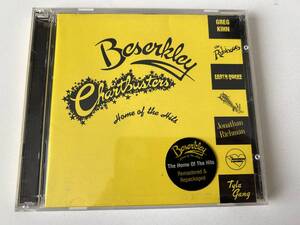 Beserkley
Chartbusters
Home of the Hits
Beserkley
The Home Of The Hits
Remastered &
Repackaged
GREG
KIHN
the
Rubinoos
EARTH QUAKE
Jonathan
Richman
Tyla
Gang